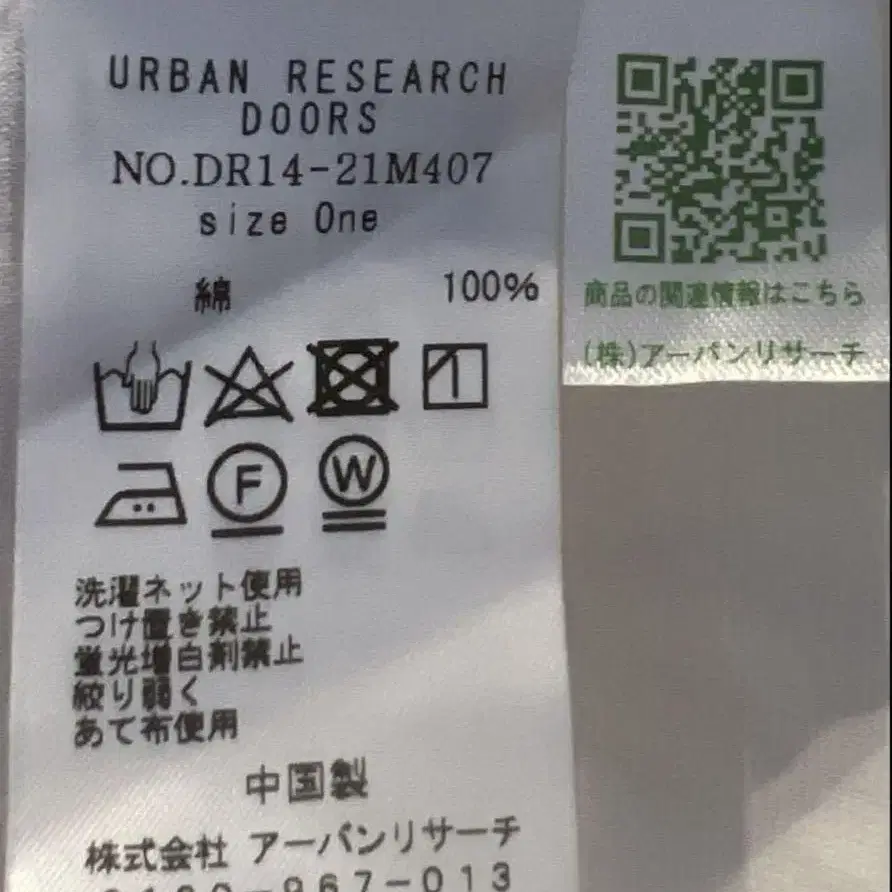 URBAN RESEARCH
DOORS
NO.DR14-21M407
size One
綿 100%
F W
洗濯ネット使用
つけ置き禁止
蛍光増白剤禁止
絞り弱く
あて布使用
中国製
株式会社 アーバンリサーチ
商品の関連情報はこちら
(株)アーバンリサーチ